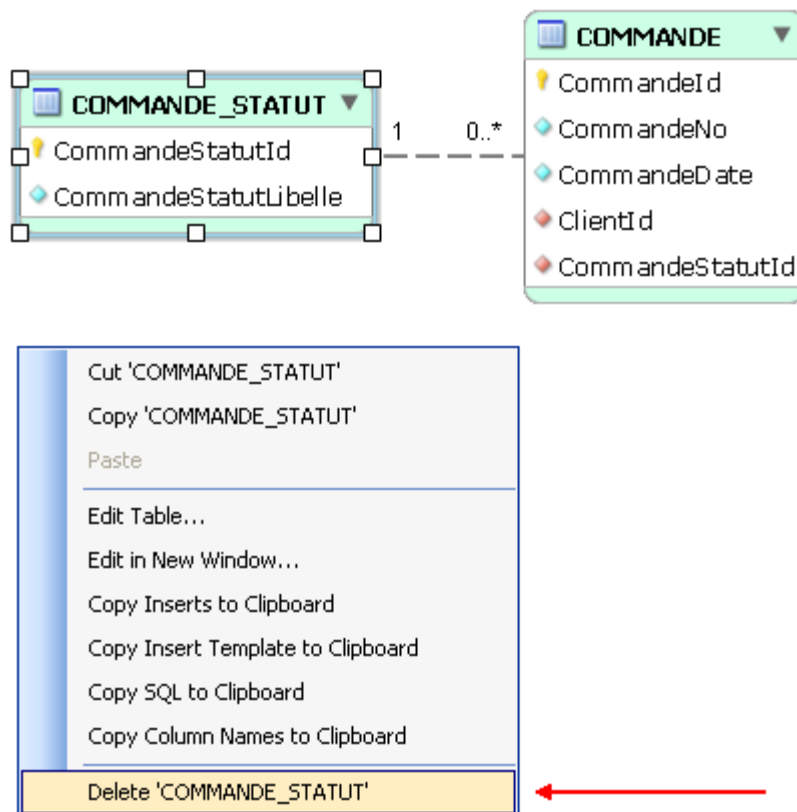 COMMANDE_STATUT
CommandeStatutId
CommandeStatutLibelle
1
0..*
COMMANDE
CommandeId
CommandeNo
CommandeDate
ClientId
CommandeStatutId
Cut 'COMMANDE_STATUT'
Copy 'COMMANDE_STATUT'
Paste
Edit Table...
Edit in New Window...
Copy Inserts to Clipboard
Copy Insert Template to Clipboard
Copy SQL to Clipboard
Copy Column Names to Clipboard
Delete 'COMMANDE_STATUT'